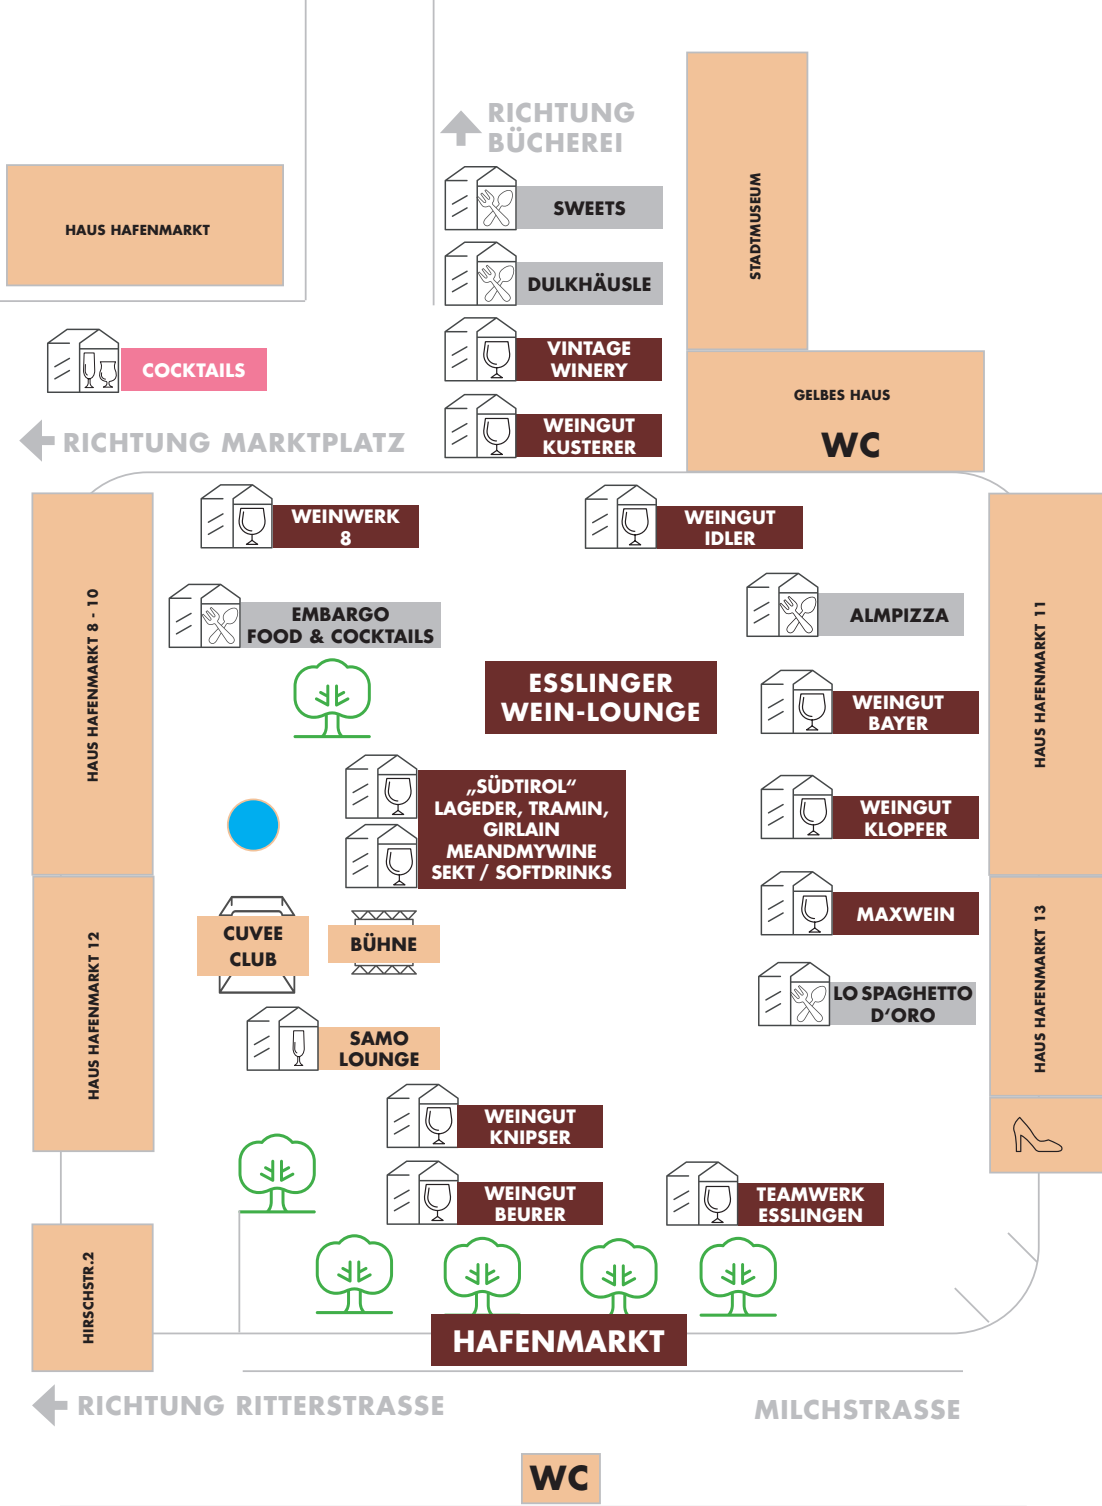 RICHTUNG
BÜCHEREI
SWEETS
STADTMUSEUM
HAUS HAFENMARKT
DULKHÄUSLE
VINTAGE
WINERY
COCKTAILS
GELBES HAUS
WC
WEINGUT
KUSTERER
RICHTUNG MARKTPLATZ
WEINWERK
8
WEINGUT
IDLER
HAUS HAFENMARKT 8 - 10
EMBARGO
FOOD & COCKTAILS
ALMPIZZA
HAUS HAFENMARKT 11
ESSLINGER
WEIN-LOUNGE
WEINGUT
BAYER
„SÜDTIROL“
LAGEDER, TRAMIN,
GIRLAIN
MEANDMYWINE
SEKT / SOFTDRINKS
WEINGUT
KLOPFER
MAXWEIN
CUVEE
CLUB
BÜHNE
HAUS HAFENMARKT 12
HAUS HAFENMARKT 13
LO SPAGHETTO
D‘ORO
SAMO
LOUNGE
WEINGUT
KNIPSER
WEINGUT
BEURER
TEAMWERK
ESSLINGEN
HIRSCHSTR.2
HAFENMARKT
RICHTUNG RITTERSTRASSE
MILCHSTRASSE
WC